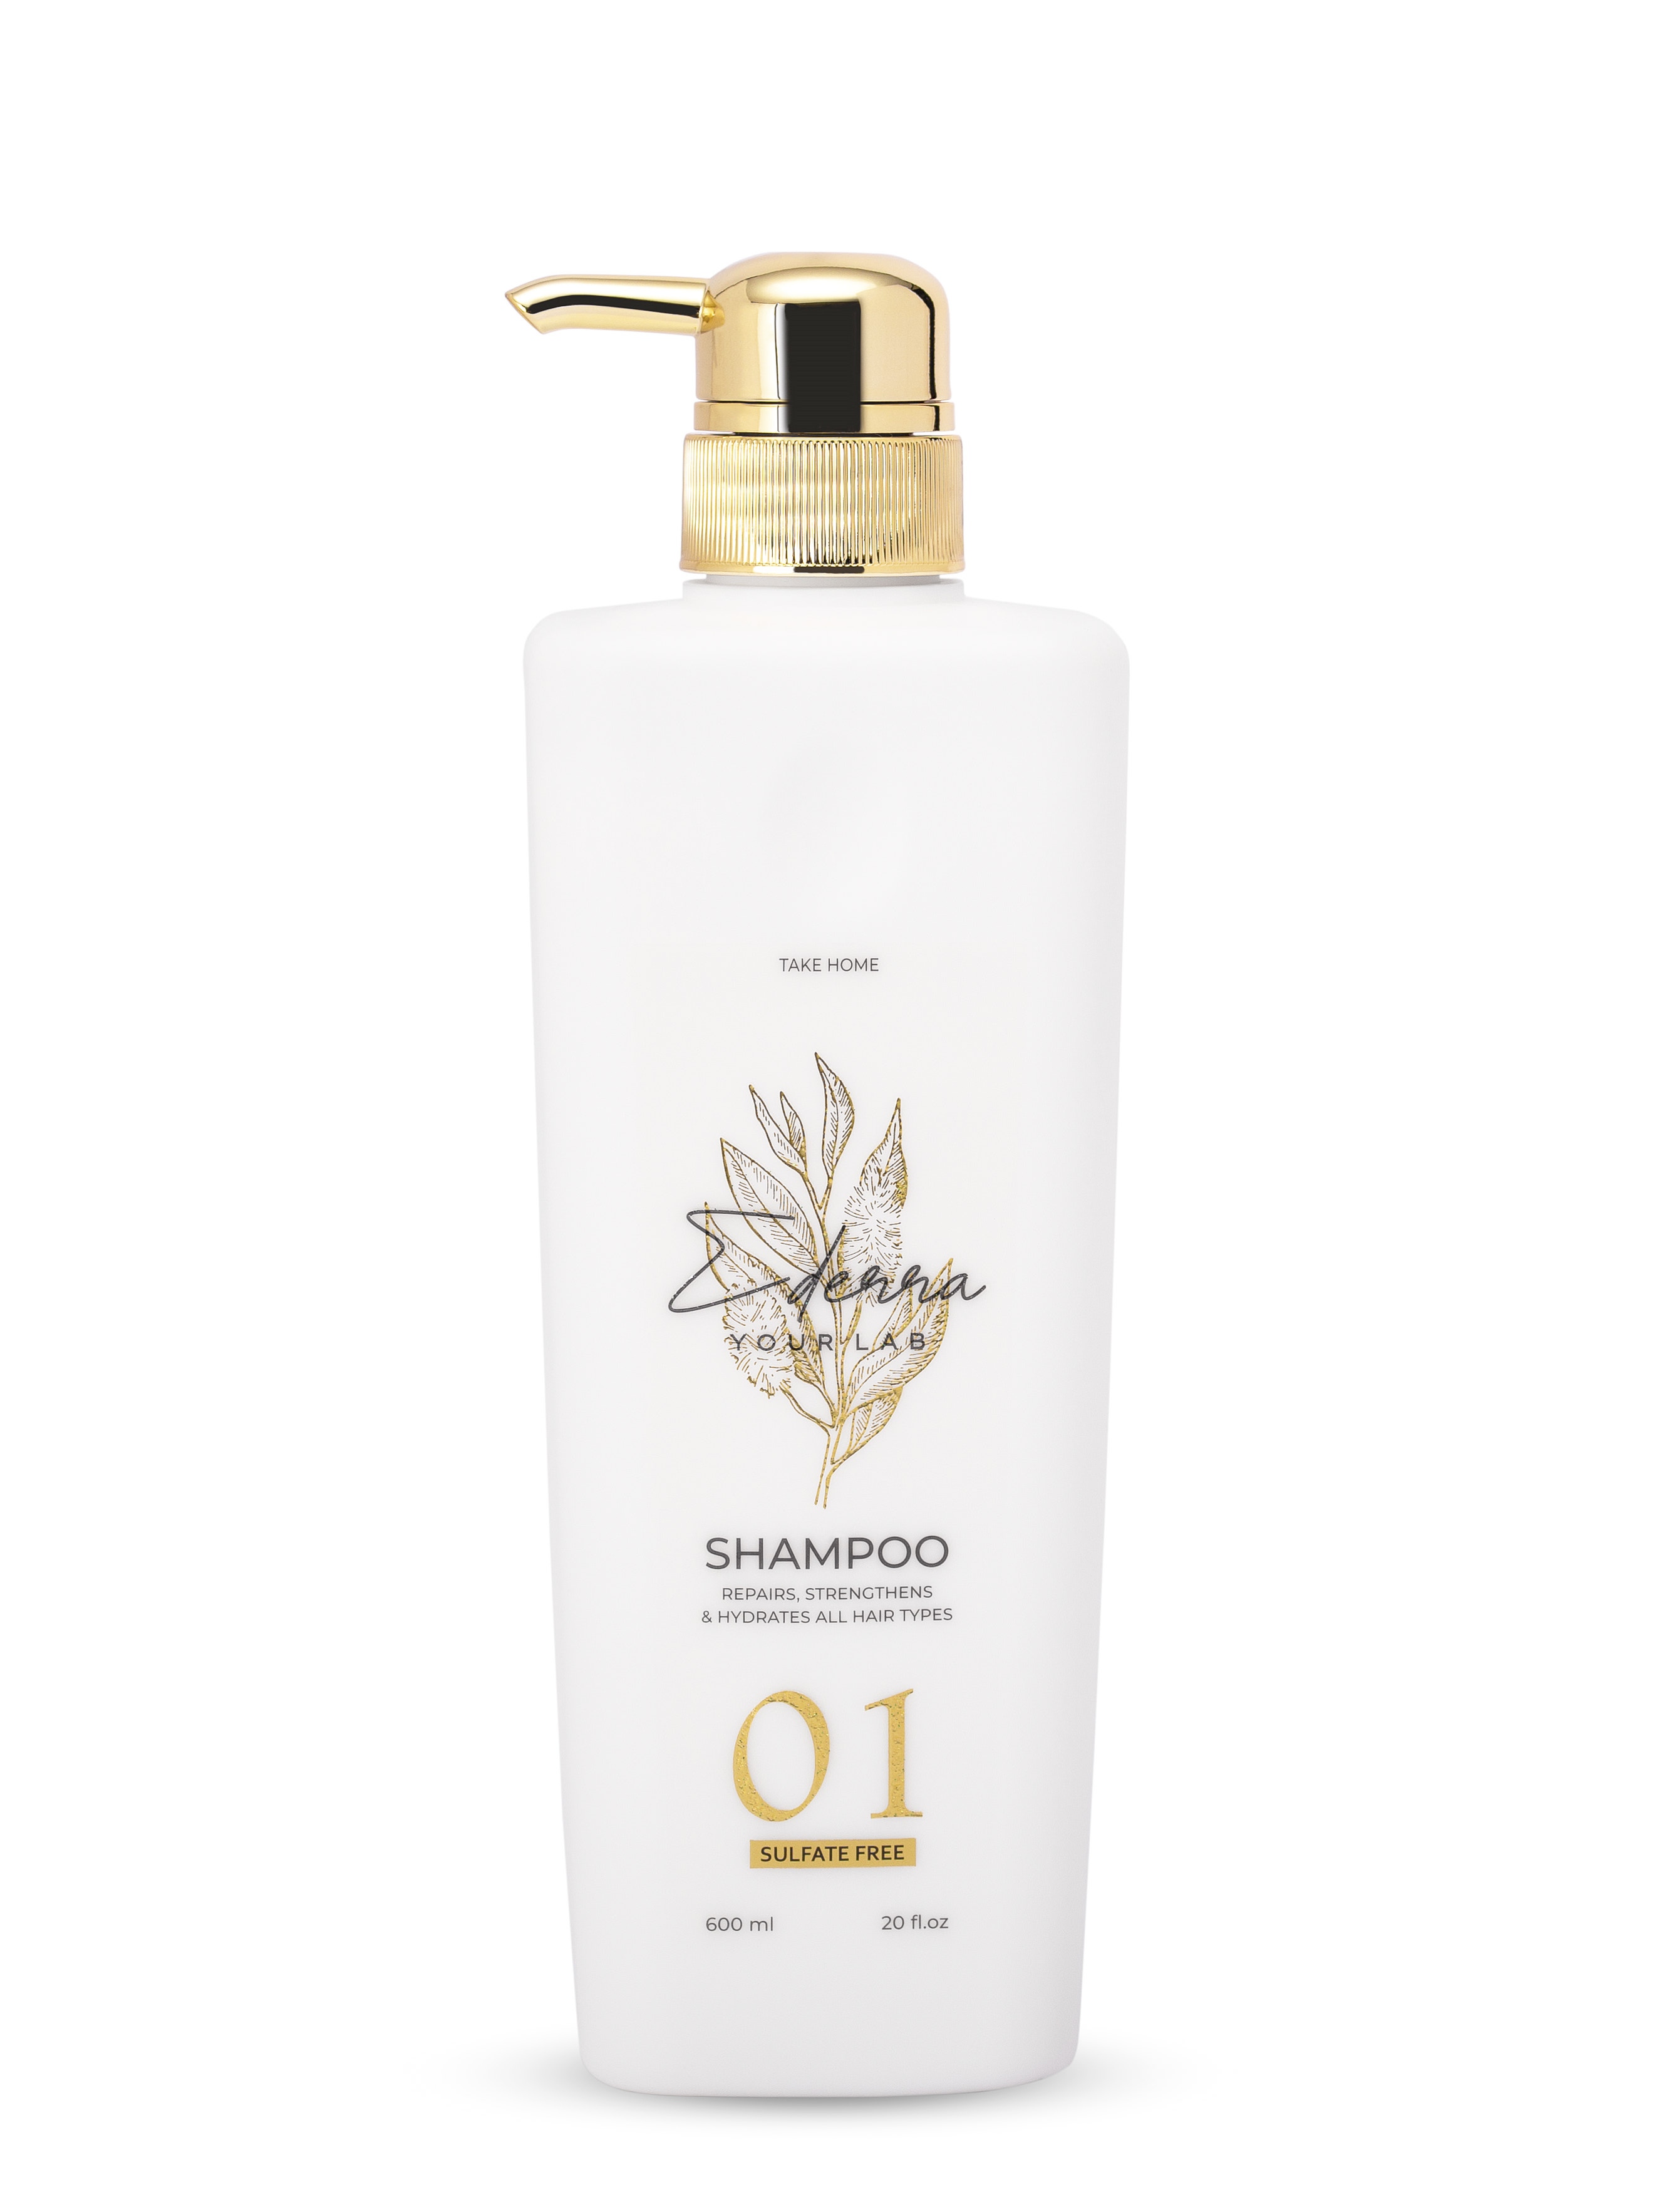 TAKE HOME
Ederra
YOUR LAB
SHAMPOO
REPAIRS, STRENGTHENS
& HYDRATES ALL HAIR TYPES
01
SULFATE FREE
600 ml 20 fl.oz